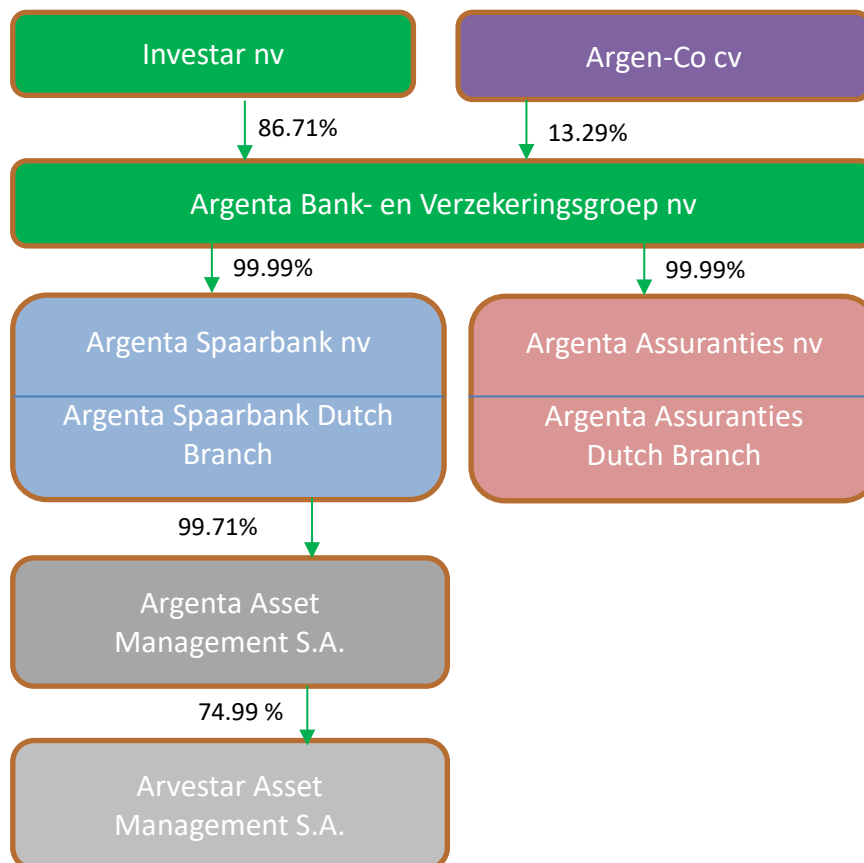 Investar nv
Argen-Co cv
86.71%
13.29%
Argenta Bank- en Verzekeringsgroep nv
99.99%
99.99%
Argenta Spaarbank nv
Argenta Assuranties nv
Argenta Spaarbank Dutch
Branch
Argenta Assuranties
Dutch Branch
99.71%
Argenta Asset
Management S.A.
74.99 %
Arvestar Asset
Management S.A.